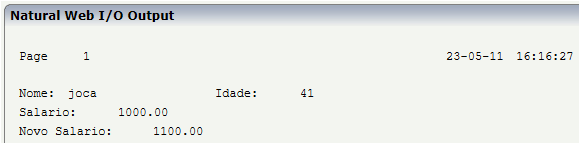 Natural Web I/O Output
Page 1 23-05-11 16:16:27
Nome: joca Idade: 41
Salario: 1000.00
Novo Salario: 1100.00